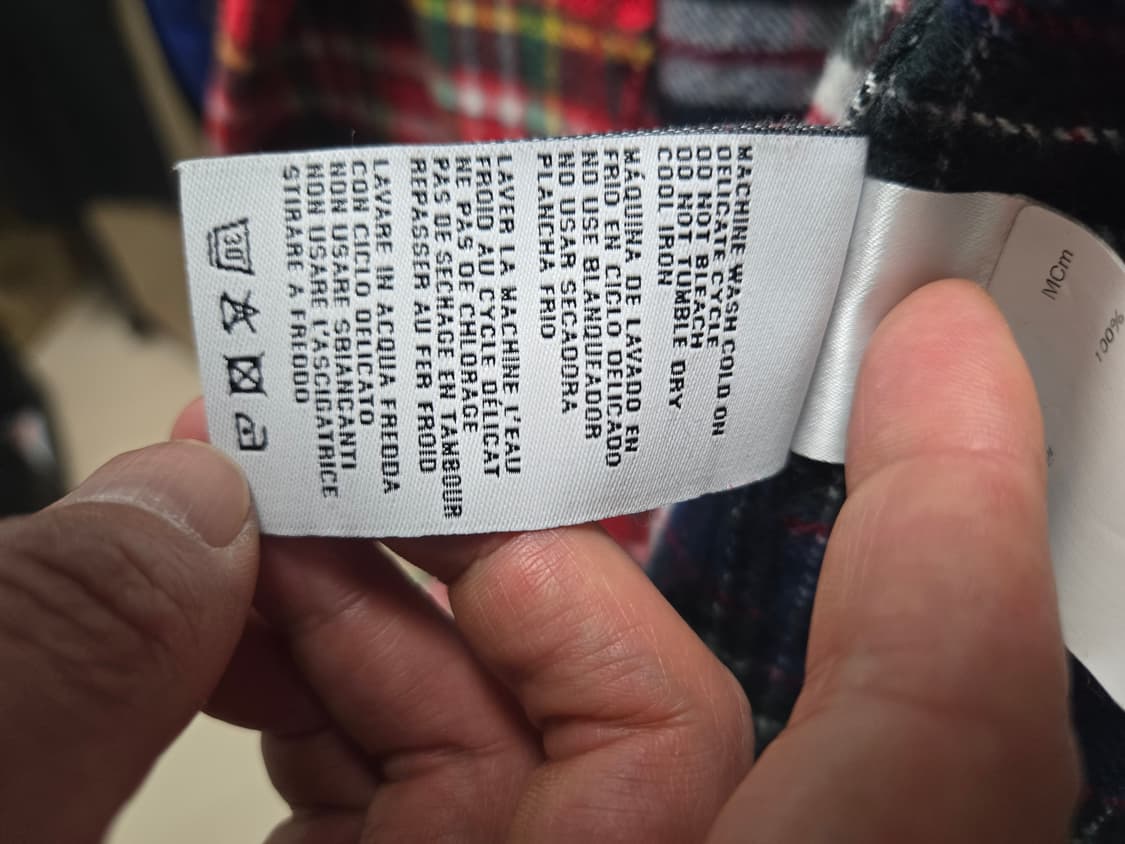 MACHINE WASH COLD ON
DELICATE CYCLE
DO NOT BLEACH
DO NOT TUMBLE DRY
COOL IRON
MÁQUINA DE LAVADO EN
FRIO EN CICLO DELICADO
NO USE BLANQUEADOR
NO USAR SECADORA
PLANCHA FRIO
LAVER LA MACHINE L'EAU
FROID AU CYCLE DÉLICAT
NE PAS DE CHLORAGE
PAS DE SECHAGE EN TAMBOUR
REPASSER AU FER FROID
LAVARE IN ACQUA FREDDA
CON CICLO DELICATO
NON USARE SBIANCANTI
NON USARE L'ASCIGATRICE
STIRARE A FREDDO
30
MCm
100%